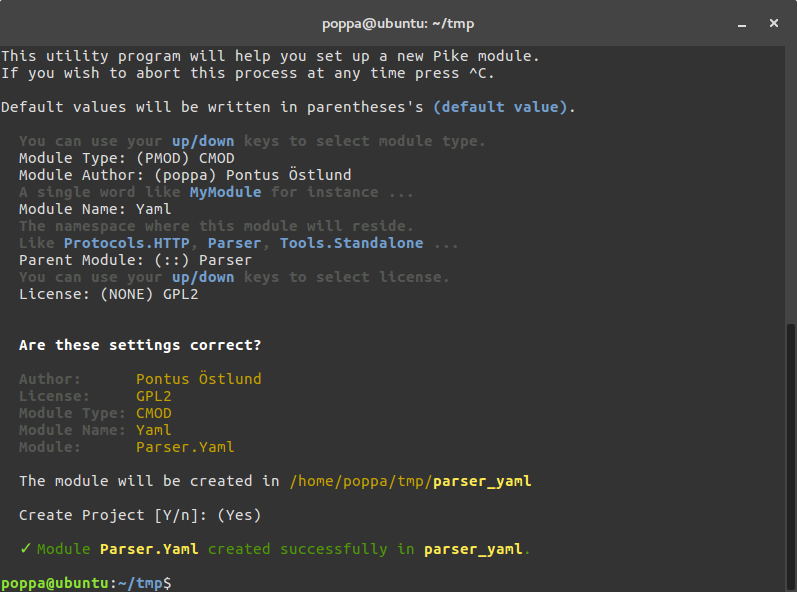 poppa@ubuntu: ~/tmp
This utility program will help you set up a new Pike module.
If you wish to abort this process at any time press ^C.
Default values will be written in parentheses's (default value).
You can use your up/down keys to select module type.
Module Type: (PMOD) CMOD
Module Author: (poppa) Pontus Östlund
A single word like MyModule for instance ...
Module Name: Yaml
The namespace where this module will reside.
Like Protocols.HTTP, Parser, Tools.Standalone ...
Parent Module: (::) Parser
You can use your up/down keys to select license.
License: (NONE) GPL2
Are these settings correct?
Author: Pontus Östlund
License: GPL2
Module Type: CMOD
Module Name: Yaml
Module: Parser.Yaml
The module will be created in /home/poppa/tmp/parser_yaml
Create Project [Y/n]: (Yes)
✓ Module Parser.Yaml created successfully in parser_yaml.
poppa@ubuntu:~/tmp$